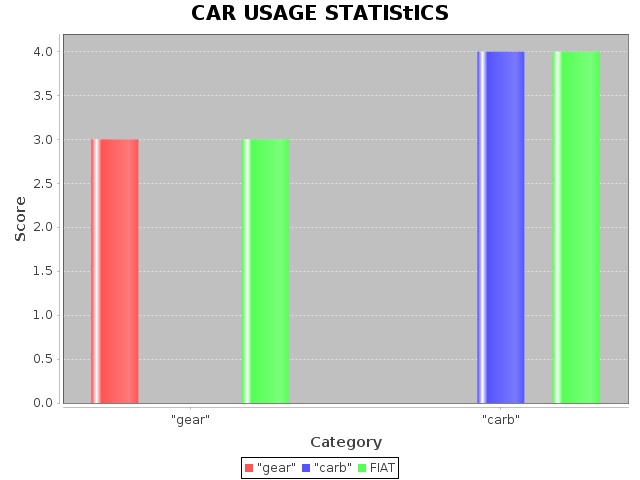 CAR USAGE STATIStICS
4.0
3.5
3.0
2.5
2.0
1.5
1.0
0.5
0.0
Score
"gear" "carb"
Category
"gear" "carb" FIAT